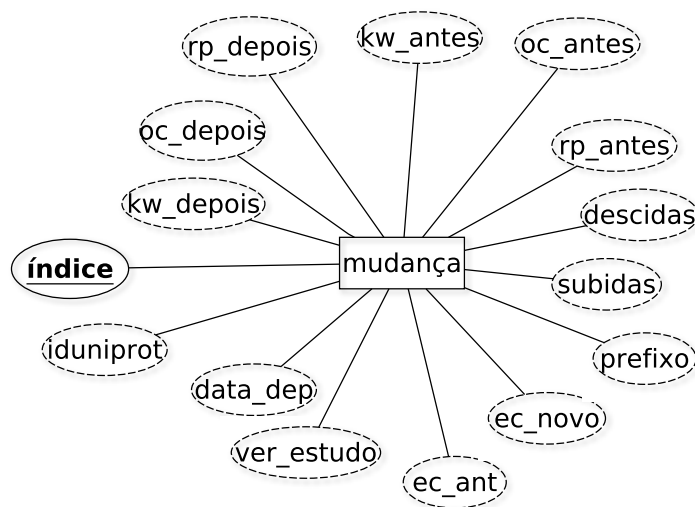 rp_depois
kw_antes
oc_antes
oc_depois
rp_antes
kw_depois
descidas
índice
mudança
subidas
iduniprot
prefixo
data_dep
ec_novo
ver_estudo
ec_ant